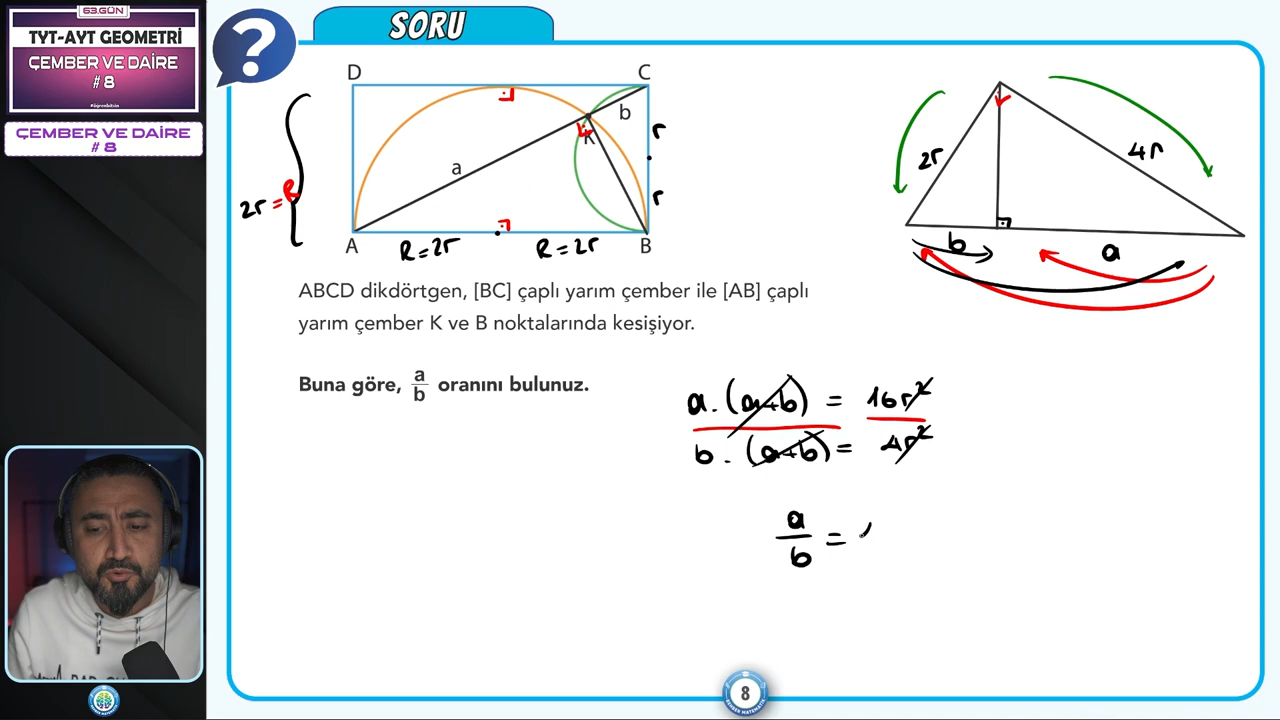 63.GÜN
TYT-AYT GEOMETRİ
ÇEMBER VE DAİRE
# 8
#öğrenbitsin
ÇEMBER VE DAİRE
# 8
?
SORU
D
C
b
K
a
r
r
2r = R
A
B
R=2r
R=2r
2r
4r
b
a
ABCD dikdörtgen, [BC] çaplı yarım çember ile [AB] çaplı
yarım çember K ve B noktalarında kesişiyor.
Buna göre, a/b oranını bulunuz.
a.(a+b) = 16r²
b.(a+b) = 4r²
a/b =
8